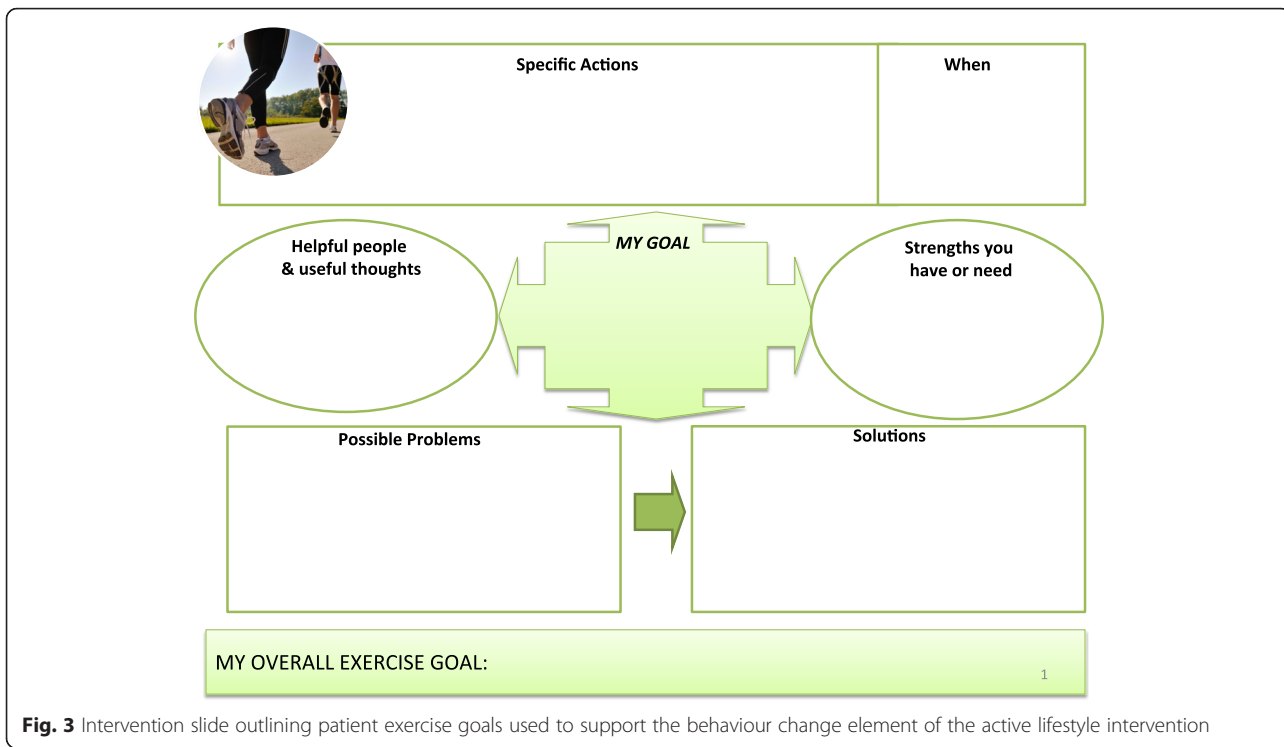 Specific Actions
When
Helpful people
& useful thoughts
MY GOAL
Strengths you
have or need
Possible Problems
Solutions
MY OVERALL EXERCISE GOAL:
1
Fig. 3 Intervention slide outlining patient exercise goals used to support the behaviour change element of the active lifestyle intervention